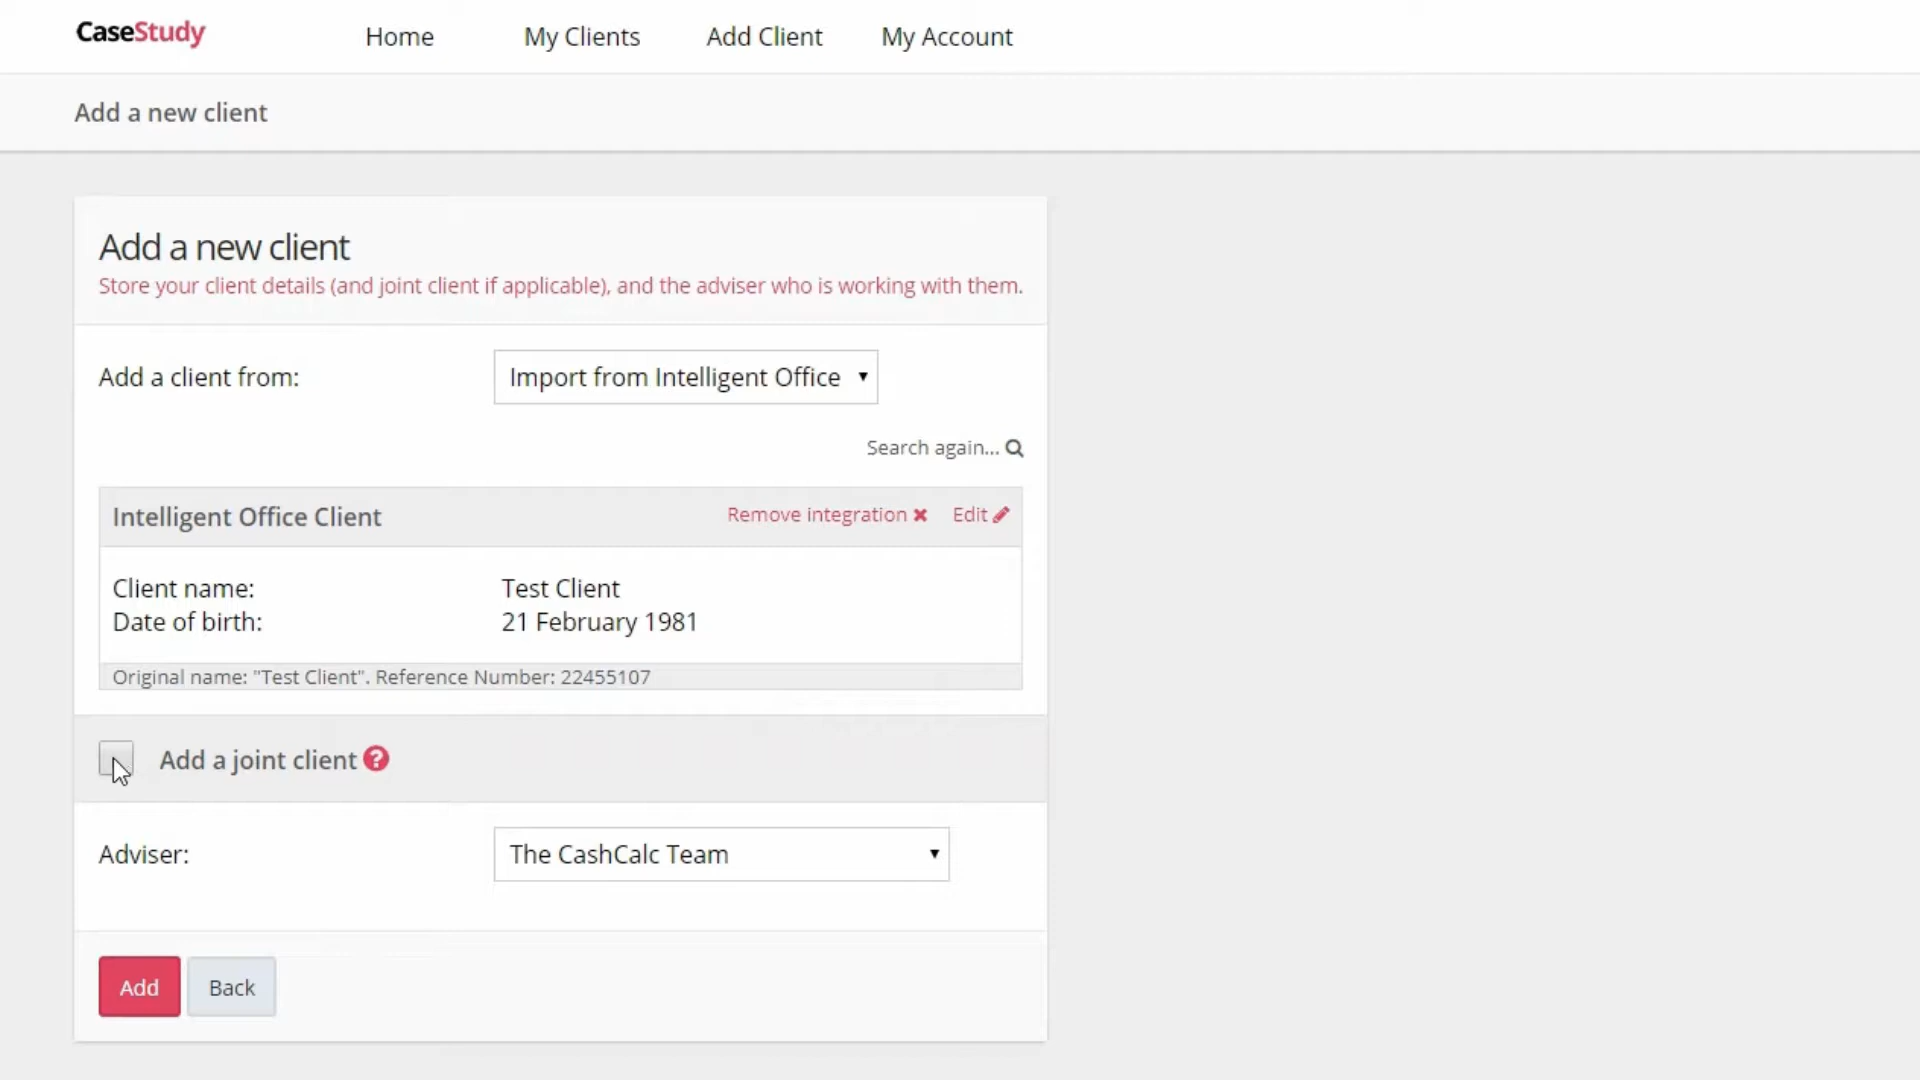 CaseStudy Home My Clients Add Client My Account
Add a new client
Add a new client
Store your client details (and joint client if applicable), and the adviser who is working with them.
Add a client from: Import from Intelligent Office
Search again...
Intelligent Office Client Remove integration Edit
Client name: Test Client
Date of birth: 21 February 1981
Original name: "Test Client". Reference Number: 22455107
Add a joint client ?
Adviser: The CashCalc Team
Add Back